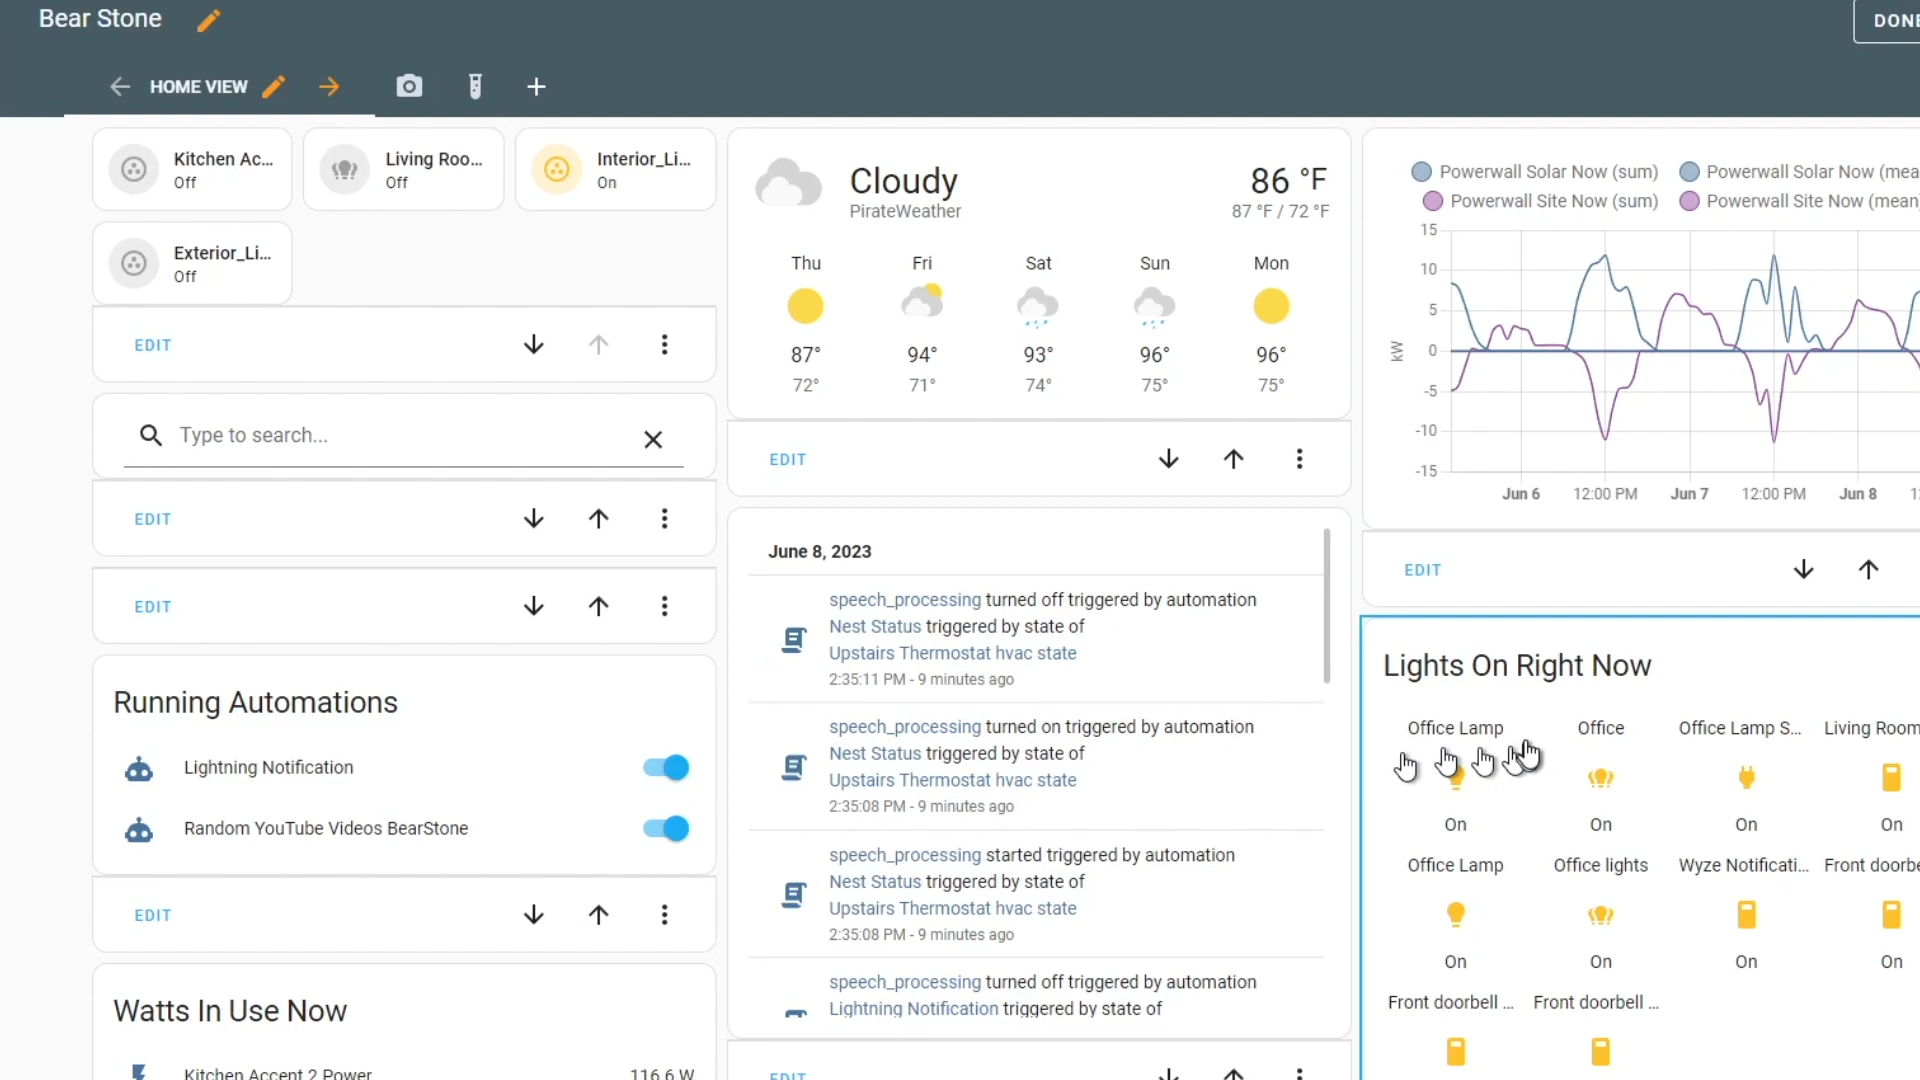 Bear Stone
DONE
HOME VIEW
Kitchen Ac...
Off
Living Roo...
Off
Interior_Li...
On
Exterior_Li...
Off
EDIT
Type to search...
EDIT
EDIT
Running Automations
Lightning Notification
Random YouTube Videos BearStone
EDIT
Watts In Use Now
Kitchen Accent 2 Power
116.6 W
Cloudy
PirateWeather
86 °F
87 °F / 72 °F
Thu Fri Sat Sun Mon
87° 94° 93° 96° 96°
72° 71° 74° 75° 75°
EDIT
June 8, 2023
speech_processing turned off triggered by automation
Nest Status triggered by state of
Upstairs Thermostat hvac state
2:35:11 PM - 9 minutes ago
speech_processing turned on triggered by automation
Nest Status triggered by state of
Upstairs Thermostat hvac state
2:35:08 PM - 9 minutes ago
speech_processing started triggered by automation
Nest Status triggered by state of
Upstairs Thermostat hvac state
2:35:08 PM - 9 minutes ago
speech_processing turned off triggered by automation
Lightning Notification triggered by state of
EDIT
Powerwall Solar Now (sum) Powerwall Solar Now (mea
Powerwall Site Now (sum) Powerwall Site Now (mean)
15
10
5
0
-5
-10
-15
kW
Jun 6 12:00 PM Jun 7 12:00 PM Jun 8 12
EDIT
Lights On Right Now
Office Lamp Office Office Lamp S... Living Room
On On On On
Office Lamp Office lights Wyze Notificati... Front doorbe
On On On On
Front doorbell ... Front doorbell ...